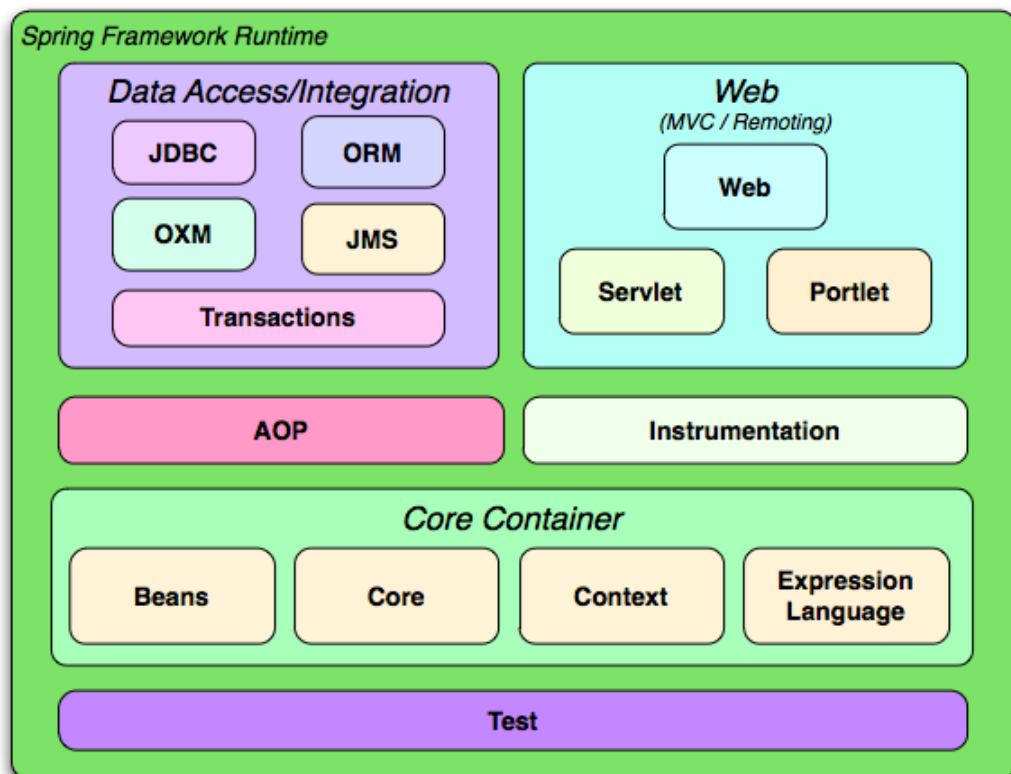 Spring Framework Runtime
Data Access/Integration
JDBC
ORM
OXM
JMS
Transactions
Web
(MVC / Remoting)
Web
Servlet
Portlet
AOP
Instrumentation
Core Container
Beans
Core
Context
Expression
Language
Test